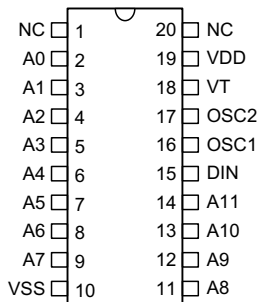 NC 1 20 NC
A0 2 19 VDD
A1 3 18 VT
A2 4 17 OSC2
A3 5 16 OSC1
A4 6 15 DIN
A5 7 14 A11
A6 8 13 A10
A7 9 12 A9
VSS 10 11 A8